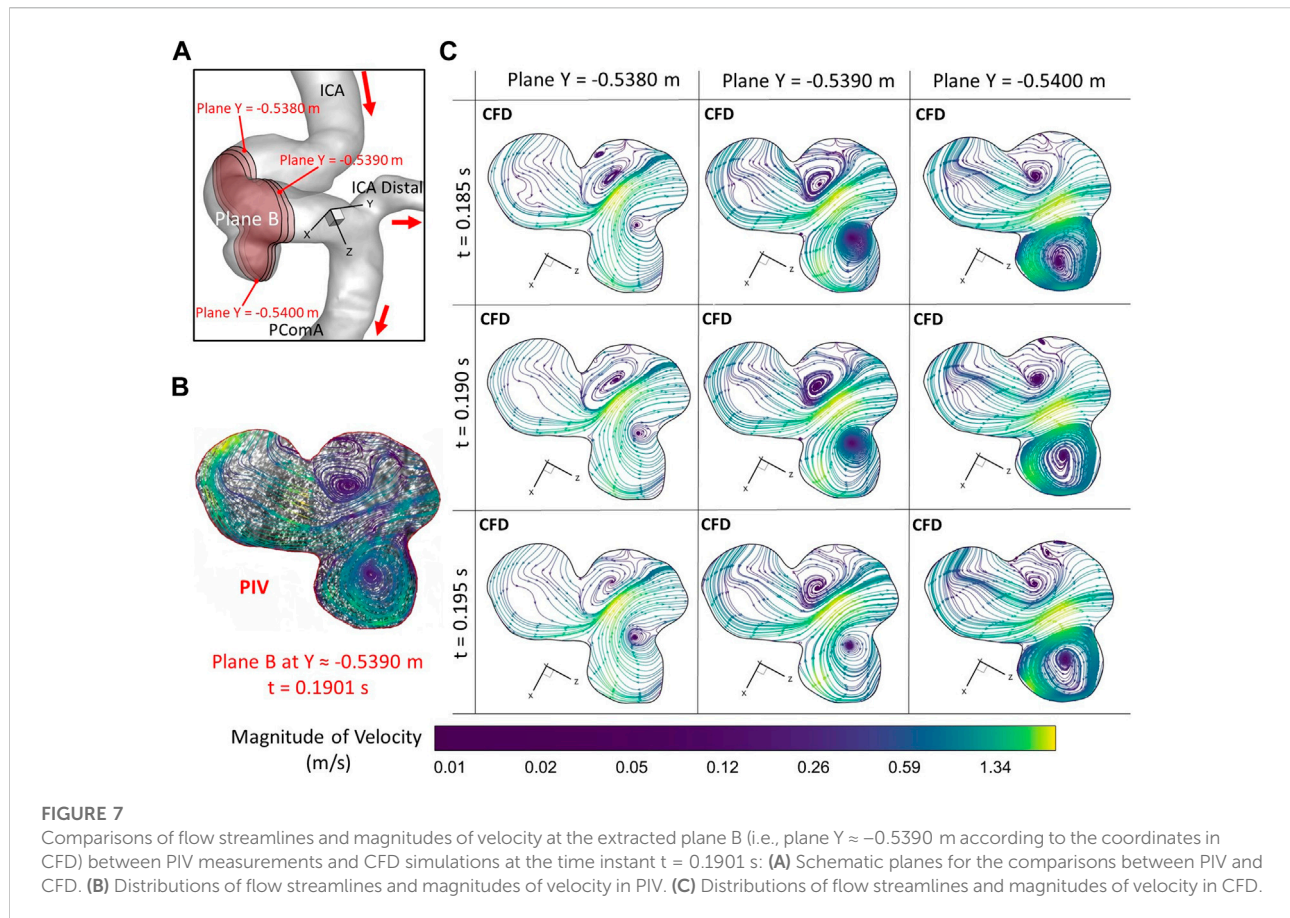 A
ICA
Plane Y = -0.5380 m
Plane Y = -0.5390 m
ICA Distal
Plane B
Y
X
Z
Plane Y = -0.5400 m
PComA
B
PIV
Plane B at Y ≈ -0.5390 m
t = 0.1901 s
C
Plane Y = -0.5380 m
Plane Y = -0.5390 m
Plane Y = -0.5400 m
t = 0.185 s
CFD
Y
X
Z
CFD
Y
X
Z
CFD
Y
X
Z
t = 0.190 s
CFD
Y
X
Z
CFD
Y
X
Z
CFD
Y
X
Z
t = 0.195 s
CFD
Y
X
Z
CFD
Y
X
Z
CFD
Y
X
Z
Magnitude of Velocity
(m/s)
0.01 0.02 0.05 0.12 0.26 0.59 1.34
FIGURE 7
Comparisons of flow streamlines and magnitudes of velocity at the extracted plane B (i.e., plane Y ≈ −0.5390 m according to the coordinates in
CFD) between PIV measurements and CFD simulations at the time instant t = 0.1901 s: (A) Schematic planes for the comparisons between PIV and
CFD. (B) Distributions of flow streamlines and magnitudes of velocity in PIV. (C) Distributions of flow streamlines and magnitudes of velocity in CFD.